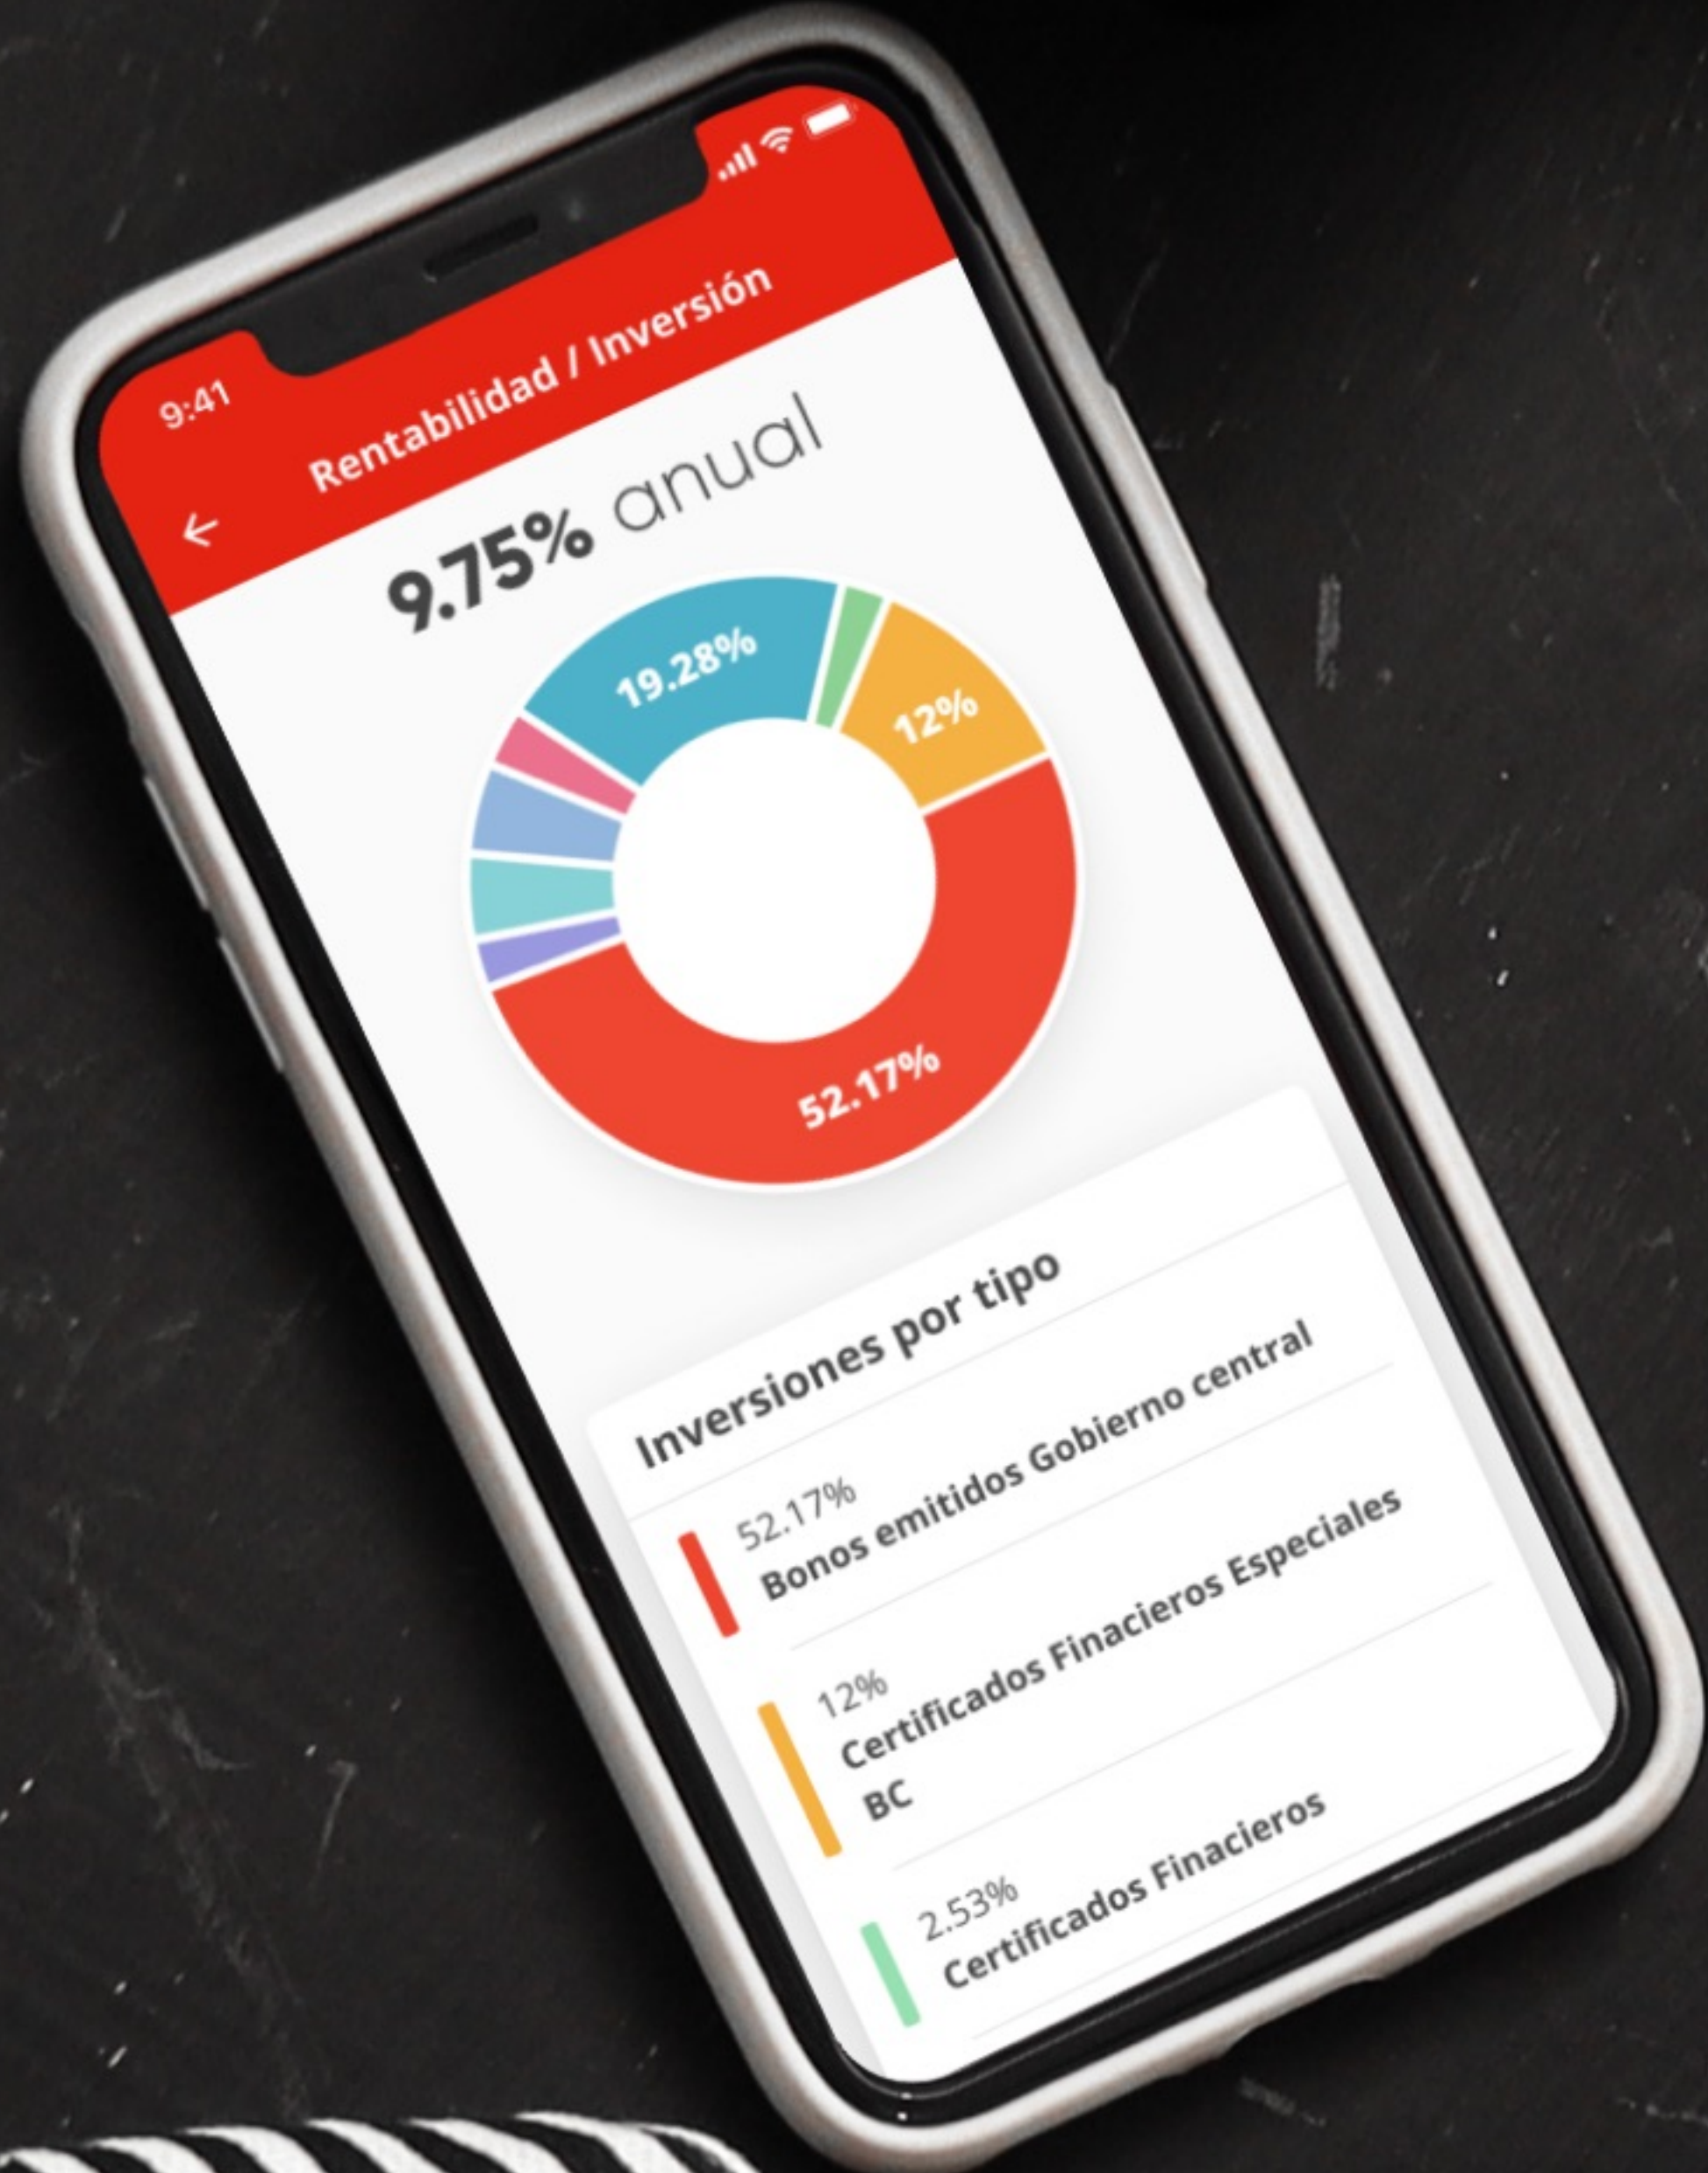 9:41
Rentabilidad / Inversión
9.75% anual
19.28%
12%
52.17%
Inversiones por tipo
52.17%
Bonos emitidos Gobierno central
12%
Certificados Finacieros Especiales
BC
2.53%
Certificados Finacieros